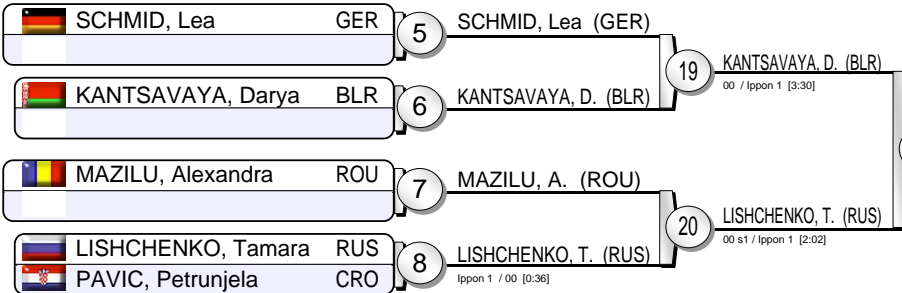 SCHMID, Lea GER
5
SCHMID, Lea (GER)
19
KANTSAVAYA, D. (BLR)
00 / Ippon 1 [3:30]
KANTSAVAYA, Darya BLR
6
KANTSAVAYA, D. (BLR)
MAZILU, Alexandra ROU
7
MAZILU, A. (ROU)
20
LISHCHENKO, T. (RUS)
00 s1 / Ippon 1 [2:02]
LISHCHENKO, Tamara RUS
PAVIC, Petrunjela CRO
8
LISHCHENKO, T. (RUS)
Ippon 1 / 00 [0:36]